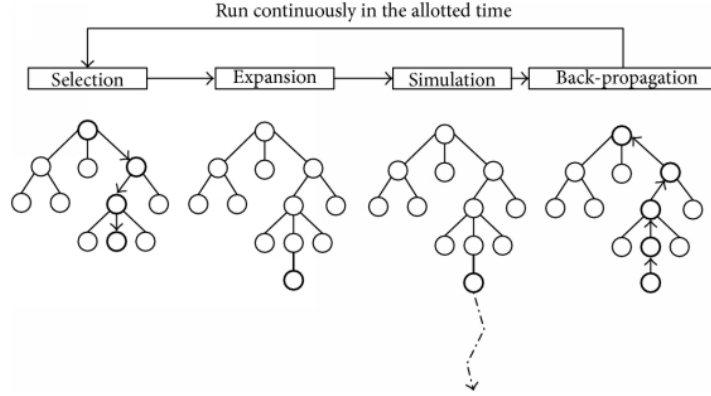 Run continuously in the allotted time
Selection
Expansion
Simulation
Back-propagation